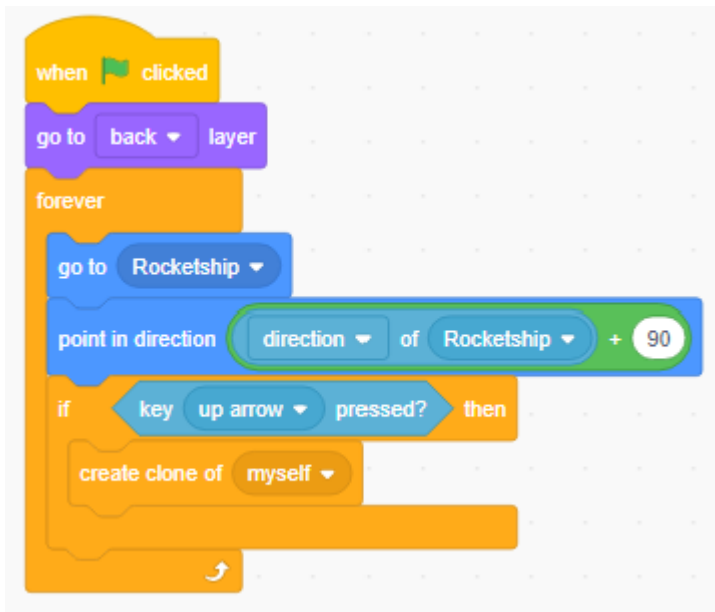 when clicked
go to back layer
forever
go to Rocketship
point in direction direction of Rocketship + 90
if key up arrow pressed? then
create clone of myself